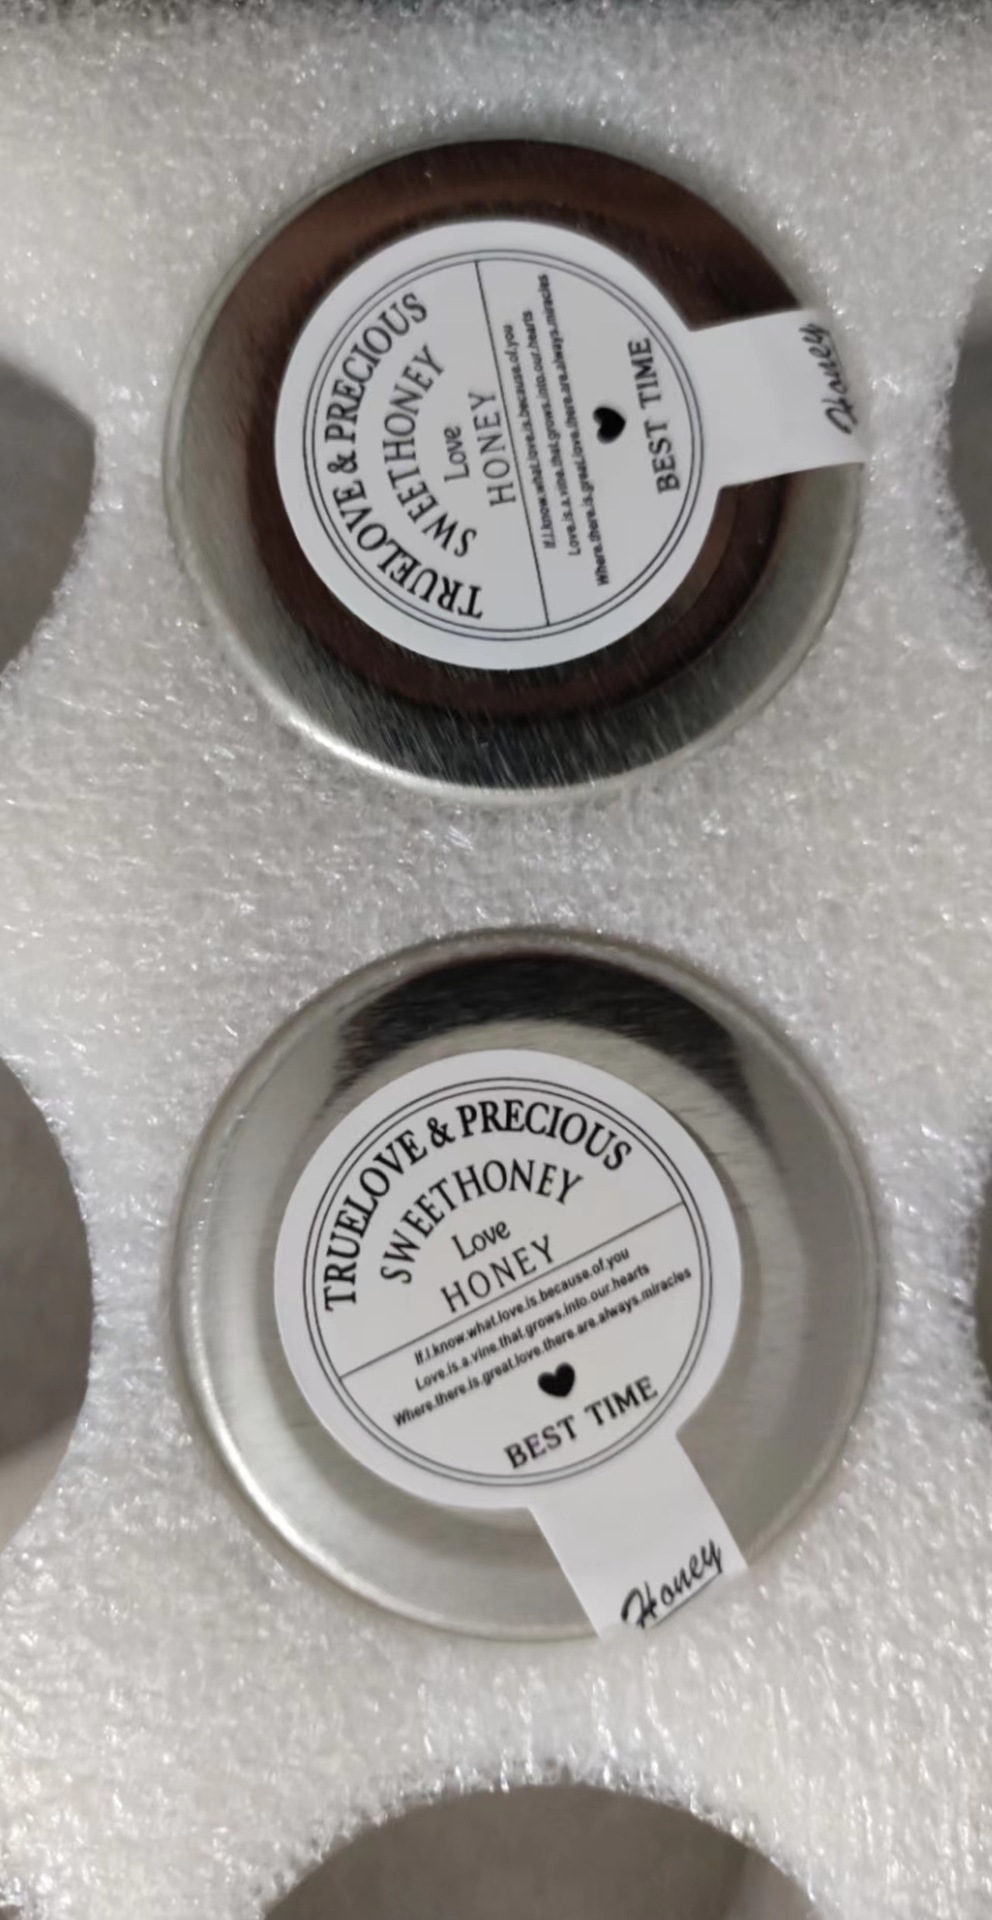 TRUELOVE & PRECIOUS
SWEETHONEY
Love
HONEY
If.I.know.what.love.is.because.of.you
Love.is.a.vine.that.grows.into.our.hearts
Where.there.is.great.love.there.are.always.miracles
BEST TIME
Honey
TRUELOVE & PRECIOUS
SWEETHONEY
Love
HONEY
If.I.know.what.love.is.because.of.you
Love.is.a.vine.that.grows.into.our.hearts
Where.there.is.great.love.there.are.always.miracles
BEST TIME
Honey